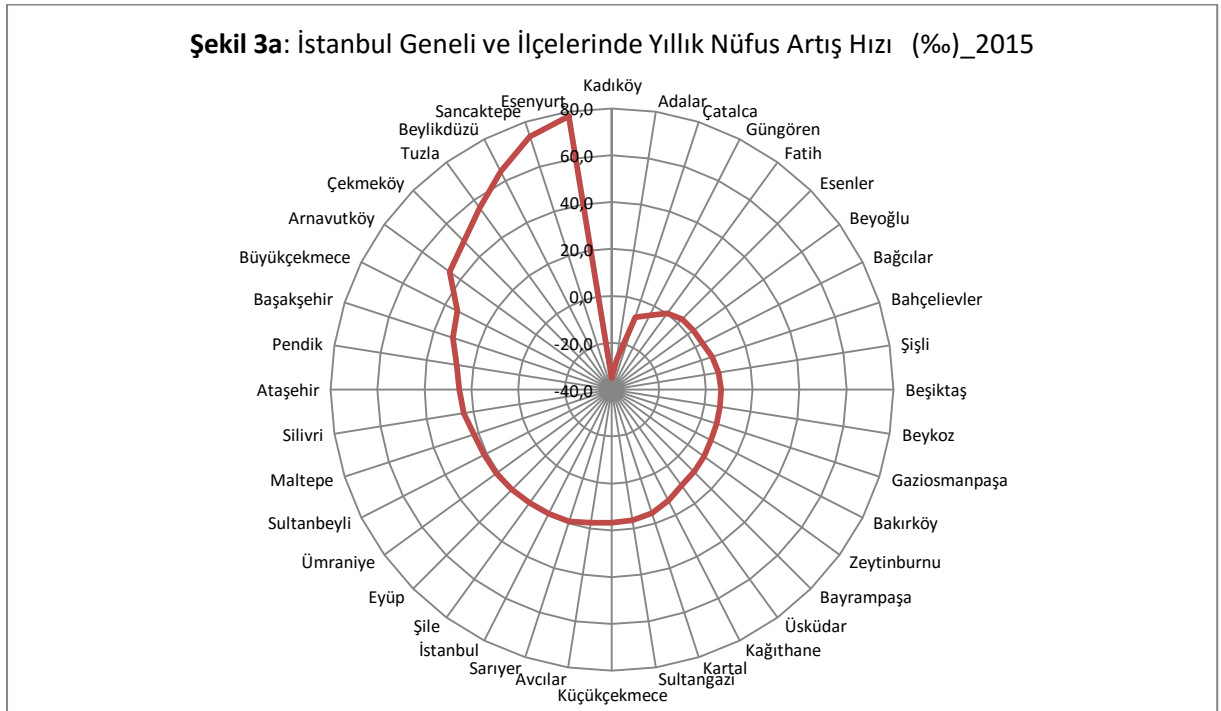 Şekil 3a: İstanbul Geneli ve İlçelerinde Yıllık Nüfus Artış Hızı (‰)_2015
Kadıköy
Adalar
Çatalca
Güngören
Fatih
Esenler
Beyoğlu
Bağcılar
Bahçelievler
Şişli
Beşiktaş
Beykoz
Gaziosmanpaşa
Bakırköy
Zeytinburnu
Bayrampaşa
Üsküdar
Kağıthane
Kartal
Sultangazi
Küçükçekmece
Avcılar
Sarıyer
İstanbul
Şile
Eyüp
Ümraniye
Sultanbeyli
Maltepe
Silivri
Ataşehir
Pendik
Başakşehir
Büyükçekmece
Arnavutköy
Çekmeköy
Tuzla
Beylikdüzü
Sancaktepe
Esenyurt
80,0
60,0
40,0
20,0
0,0
-20,0
-40,0